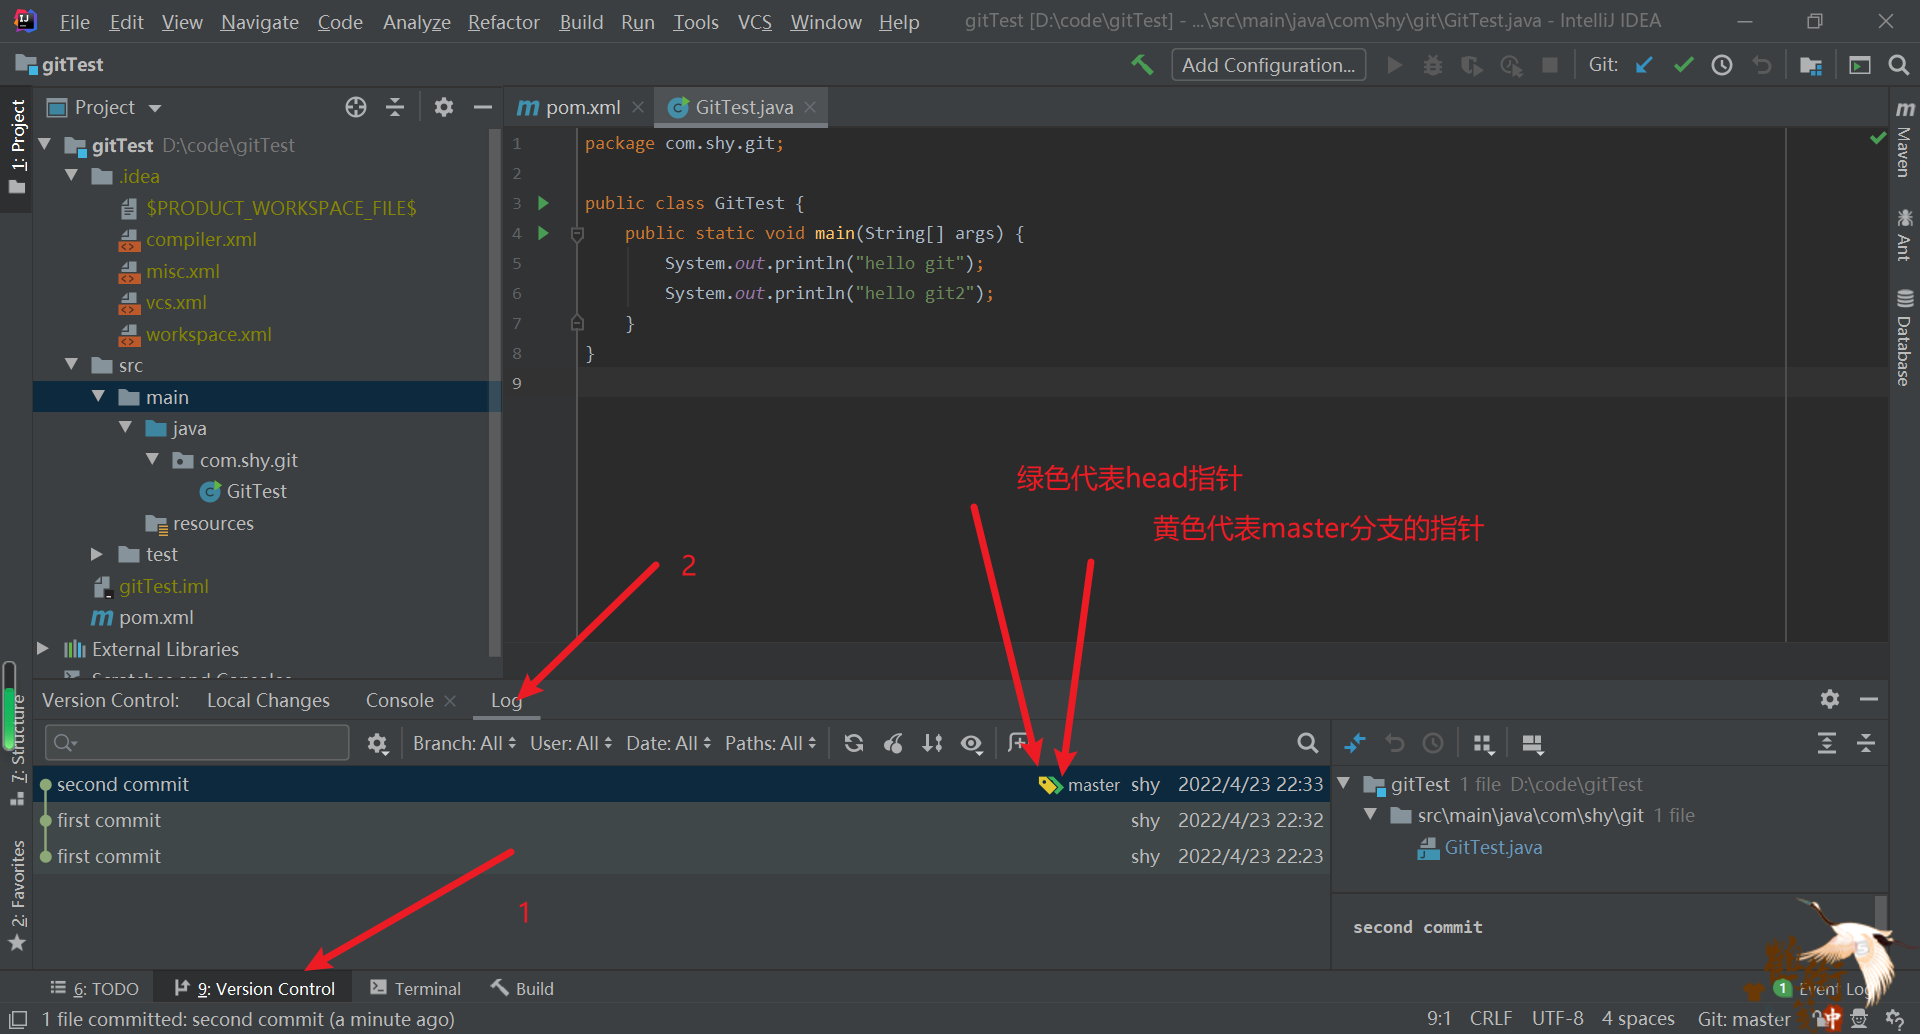 File Edit View Navigate Code Analyze Refactor Build Run Tools VCS Window Help gitTest [D:\code\gitTest] - ...\src\main\java\com\shy\git\GitTest.java - IntelliJ IDEA
gitTest
Add Configuration...
Git:
1: Project
Project
gitTest D:\code\gitTest
.idea
$PRODUCT_WORKSPACE_FILE$
compiler.xml
misc.xml
vcs.xml
workspace.xml
src
main
java
com.shy.git
GitTest
resources
test
gitTest.iml
pom.xml
External Libraries
Scratches and Consoles
pom.xml
GitTest.java
1 package com.shy.git;
2
3 public class GitTest {
4 public static void main(String[] args) {
5 System.out.println("hello git");
6 System.out.println("hello git2");
7 }
8 }
9
Maven
Ant
Database
绿色代表head指针
黄色代表master分支的指针
2
Version Control: Local Changes Console Log
Branch: All User: All Date: All Paths: All
second commit master shy 2022/4/23 22:33
first commit shy 2022/4/23 22:32
first commit shy 2022/4/23 22:23
1
gitTest 1 file D:\code\gitTest
src\main\java\com\shy\git 1 file
GitTest.java
second commit
7: Structure
2: Favorites
6: TODO 9: Version Control Terminal Build
1 Event Log
1 file committed: second commit (a minute ago)
9:1 CRLF UTF-8 4 spaces Git: master
中